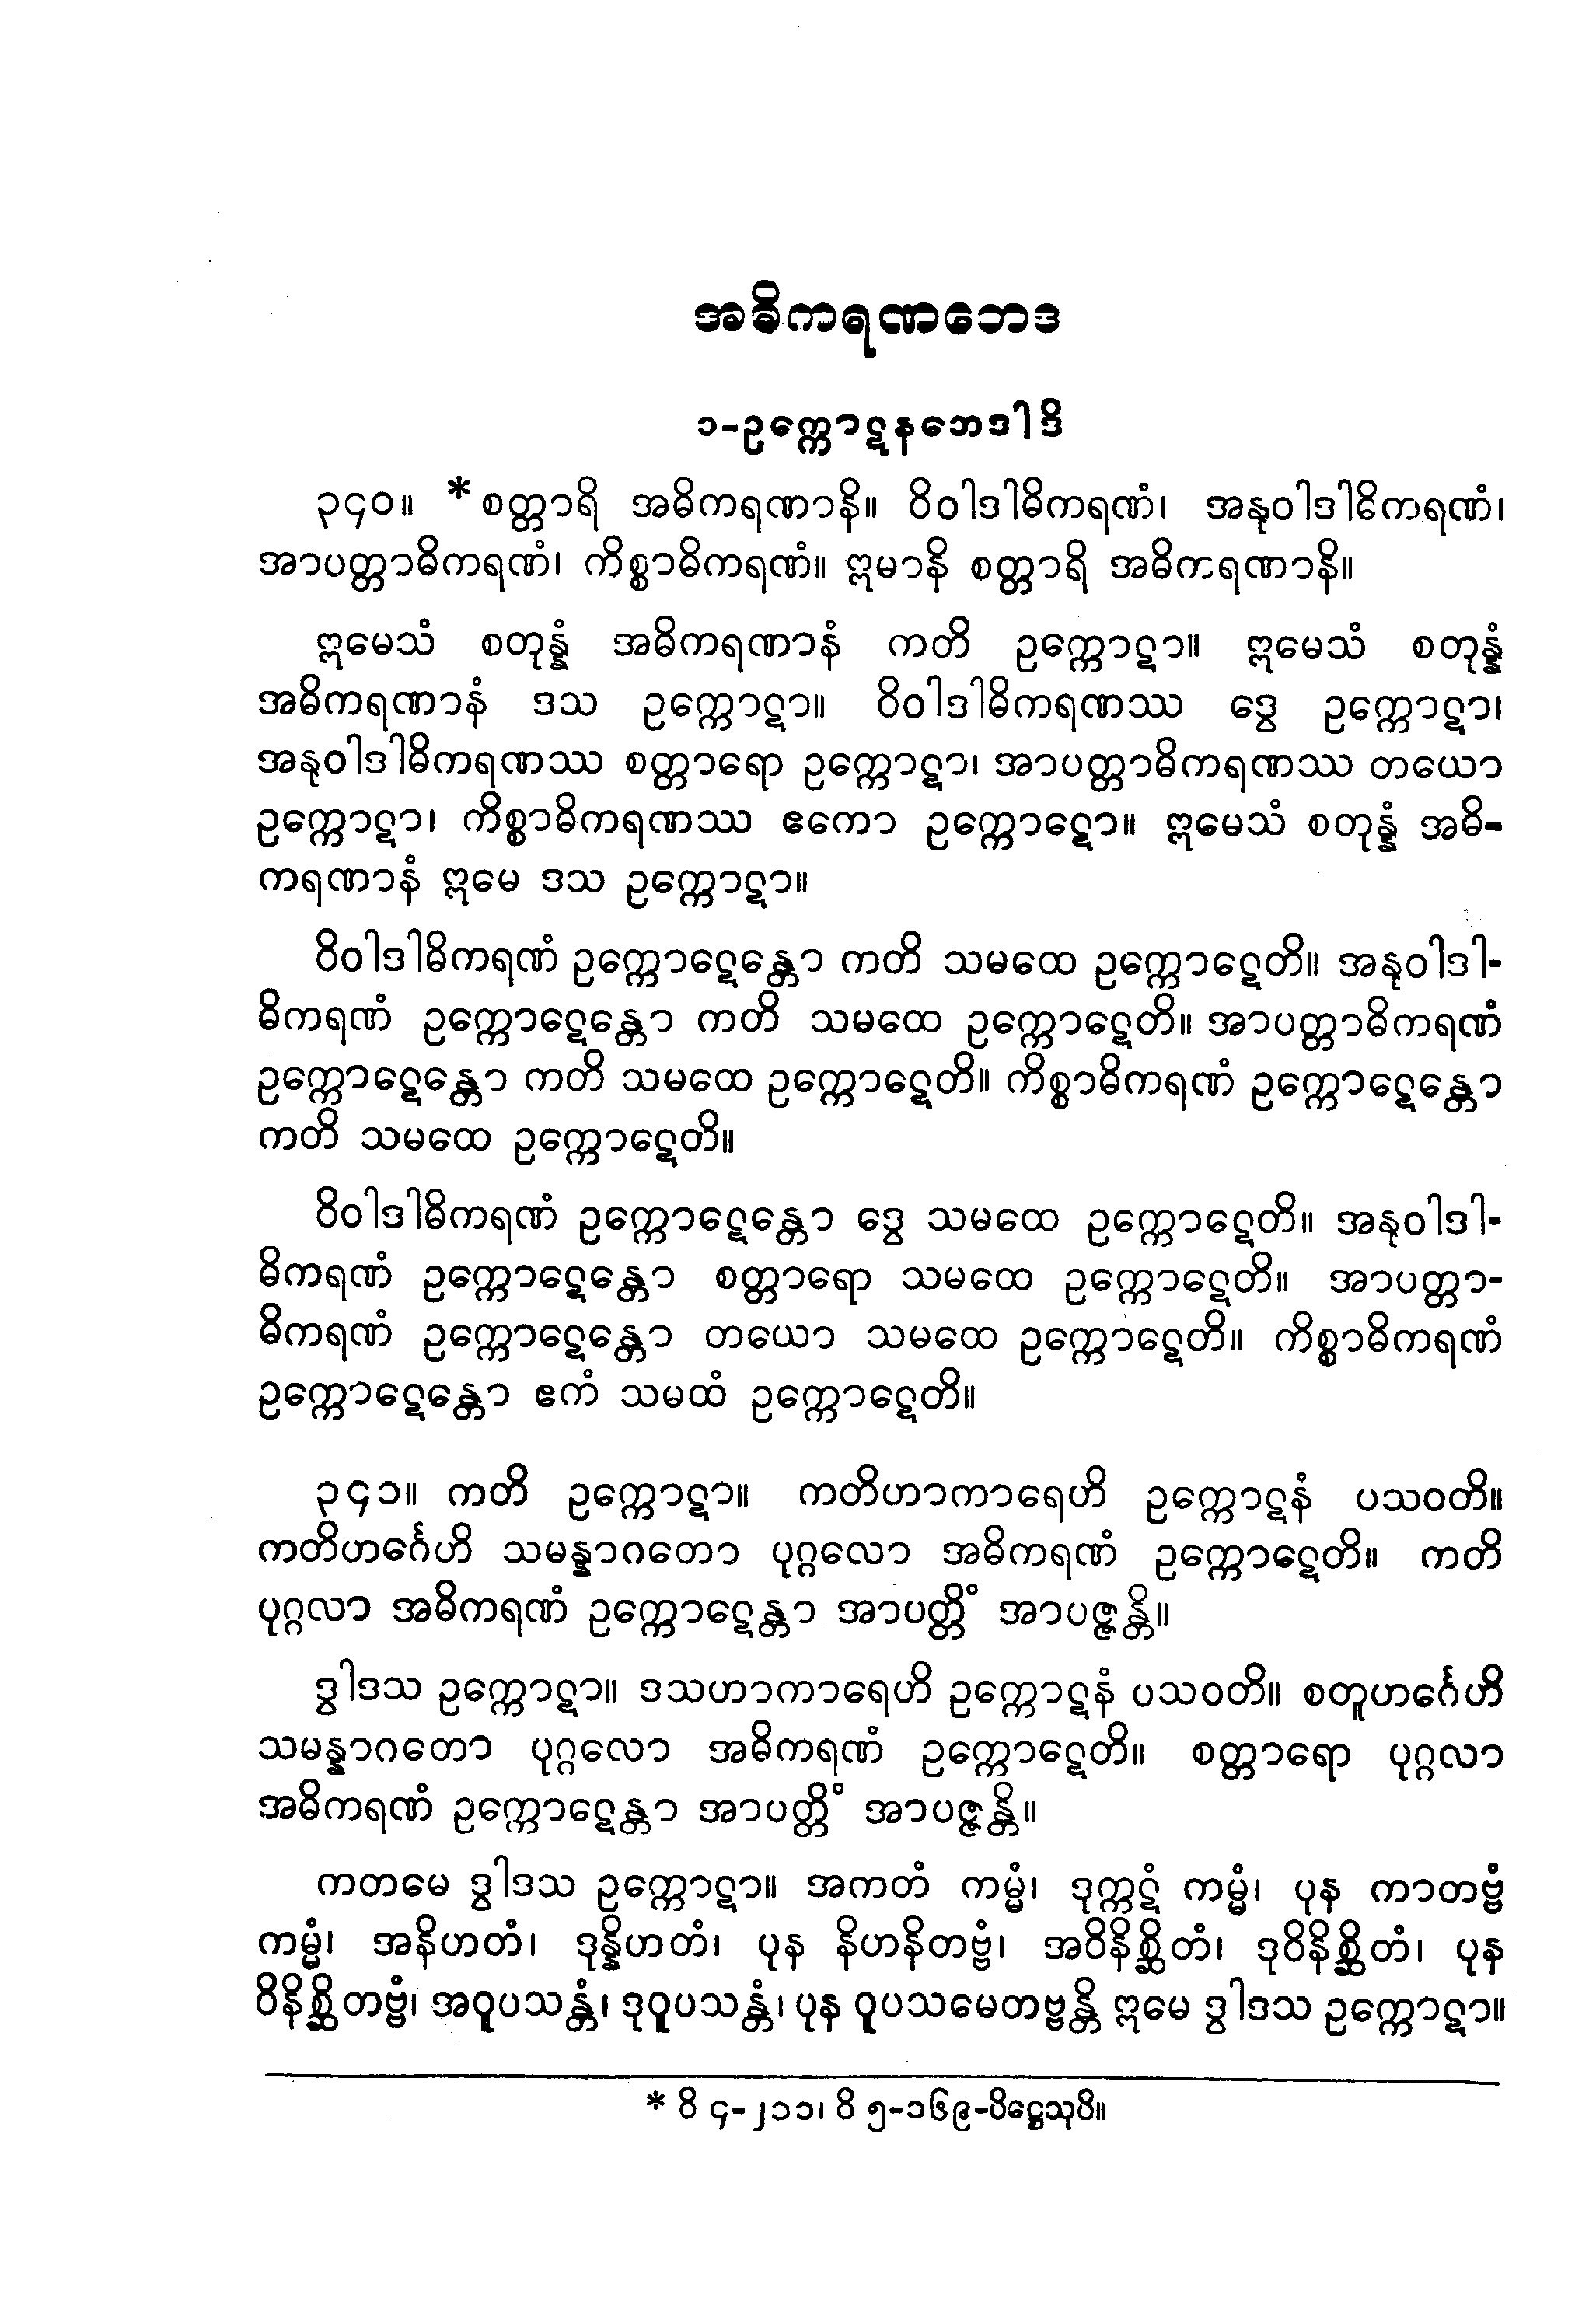 အဓိကရဏဘေဒ
၁-ဥက္ကောဋနဘေဒါဒိ
၃၄၀။ *စတ္တာရိ အဓိကရဏာနိ။ ဝိဝါဒါဓိကရဏံ၊ အနုဝါဒါဓိကရဏံ၊
အာပတ္တာဓိကရဏံ၊ ကိစ္စာဓိကရဏံ။ ဣမာနိ စတ္တာရိ အဓိကရဏာနိ။
ဣမေသံ စတုန္နံ အဓိကရဏာနံ ကတိ ဥက္ကောဋာ။ ဣမေသံ စတုန္နံ
အဓိကရဏာနံ ဒသ ဥက္ကောဋာ။ ဝိဝါဒါဓိကရဏဿ ဒွေ ဥက္ကောဋာ၊
အနုဝါဒါဓိကရဏဿ စတ္တာရော ဥက္ကောဋာ၊ အာပတ္တာဓိကရဏဿ တယော
ဥက္ကောဋာ၊ ကိစ္စာဓိကရဏဿ ဧကော ဥက္ကောဋော။ ဣမေသံ စတုန္နံ အဓိ-
ကရဏာနံ ဣမေ ဒသ ဥက္ကောဋာ။
ဝိဝါဒါဓိကရဏံ ဥက္ကောဋေန္တော ကတိ သမထေ ဥက္ကောဋေတိ။ အနုဝါဒါ-
ဓိကရဏံ ဥက္ကောဋေန္တော ကတိ သမထေ ဥက္ကောဋေတိ။ အာပတ္တာဓိကရဏံ
ဥက္ကောဋေန္တော ကတိ သမထေ ဥက္ကောဋေတိ။ ကိစ္စာဓိကရဏံ ဥက္ကောဋေန္တော
ကတိ သမထေ ဥက္ကောဋေတိ။
ဝိဝါဒါဓိကရဏံ ဥက္ကောဋေန္တော ဒွေ သမထေ ဥက္ကောဋေတိ။ အနုဝါဒါ-
ဓိကရဏံ ဥက္ကောဋေန္တော စတ္တာရော သမထေ ဥက္ကောဋေတိ။ အာပတ္တာ-
ဓိကရဏံ ဥက္ကောဋေန္တော တယော သမထေ ဥက္ကောဋေတိ။ ကိစ္စာဓိကရဏံ
ဥက္ကောဋေန္တော ဧကံ သမထံ ဥက္ကောဋေတိ။
၃၄၁။ ကတိ ဥက္ကောဋာ။ ကတိဟာကာရေဟိ ဥက္ကောဋနံ ပသဝတိ။
ကတိဟင်္ဂေဟိ သမန္နာဂတော ပုဂ္ဂလော အဓိကရဏံ ဥက္ကောဋေတိ။ ကတိ
ပုဂ္ဂလာ အဓိကရဏံ ဥက္ကောဋေန္တာ အာပတ္တိံ အာပဇ္ဇန္တိ။
ဒွါဒသ ဥက္ကောဋာ။ ဒသဟာကာရေဟိ ဥက္ကောဋနံ ပသဝတိ။ စတူဟင်္ဂေဟိ
သမန္နာဂတော ပုဂ္ဂလော အဓိကရဏံ ဥက္ကောဋေတိ။ စတ္တာရော ပုဂ္ဂလာ
အဓိကရဏံ ဥက္ကောဋေန္တာ အာပတ္တိံ အာပဇ္ဇန္တိ။
ကတမေ ဒွါဒသ ဥက္ကောဋာ။ အကတံ ကမ္မံ၊ ဒုက္ကဋံ ကမ္မံ၊ ပုန ကာတဗ္ဗံ
ကမ္မံ၊ အနိဟတံ၊ ဒုန္နိဟတံ၊ ပုန နိဟနိတဗ္ဗံ၊ အဝိနိစ္ဆိတံ၊ ဒုဝိနိစ္ဆိတံ၊ ပုန
ဝိနိစ္ဆိတဗ္ဗံ၊ အဝူပသန္တံ၊ ဒုဝူပသန္တံ၊ ပုန ဝူပသမေတဗ္ဗန္တိ ဣမေ ဒွါဒသ ဥက္ကောဋာ။
* ဝိ ၄-၂၁၁၊ ဝိ ၅-၁၆၉-ပိဋ္ဌေသုပိ။